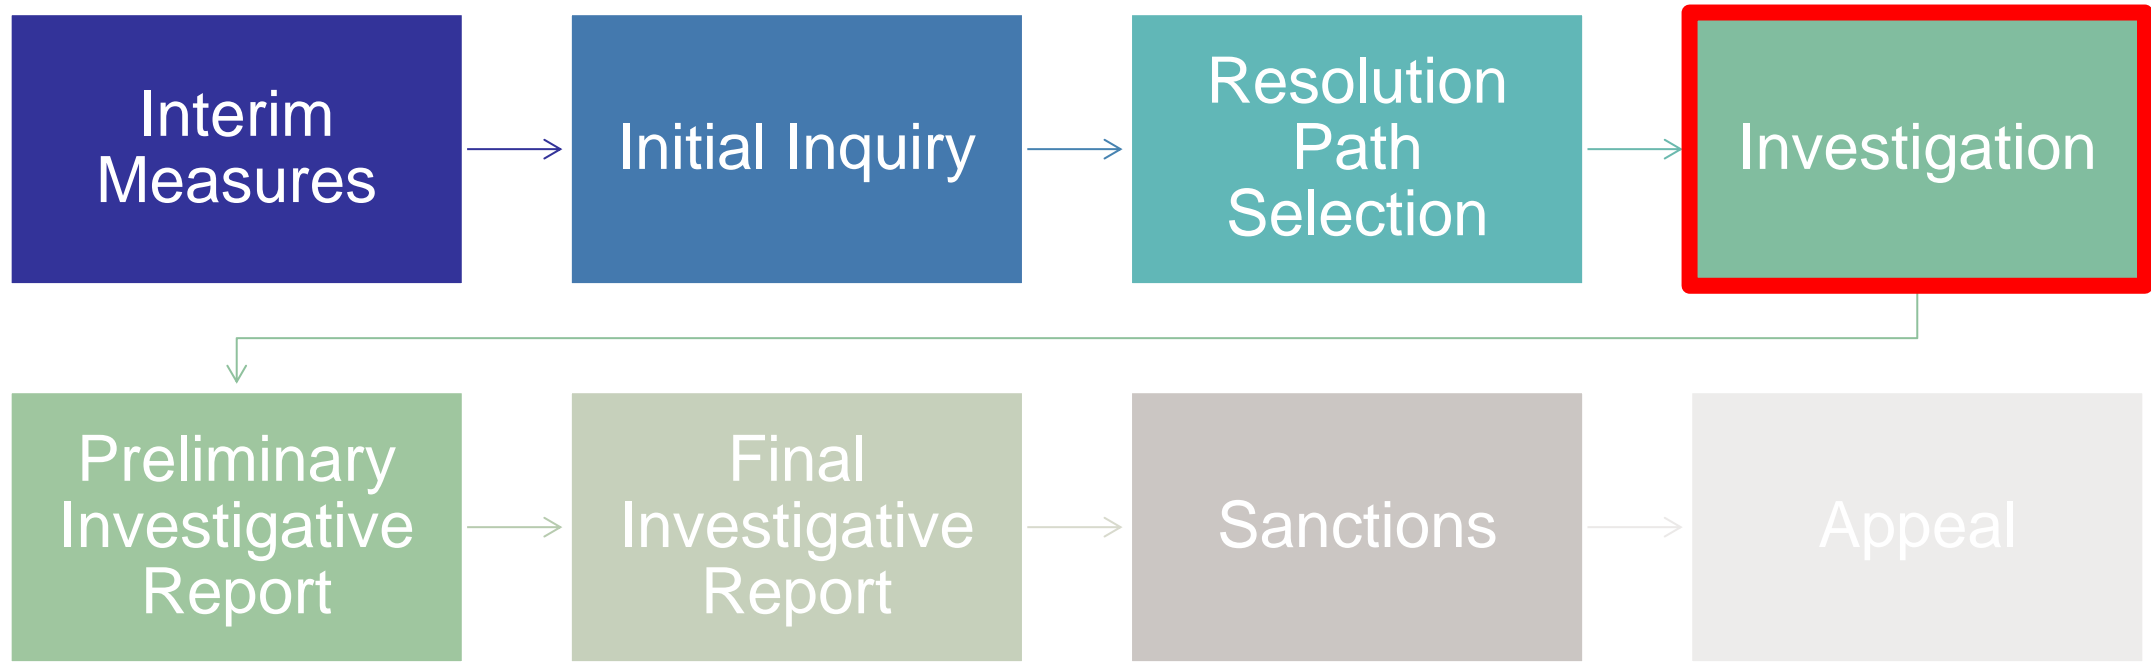 Interim
Measures
Initial Inquiry
Resolution
Path
Selection
Investigation
Preliminary
Investigative
Report
Final
Investigative
Report
Sanctions
Appeal